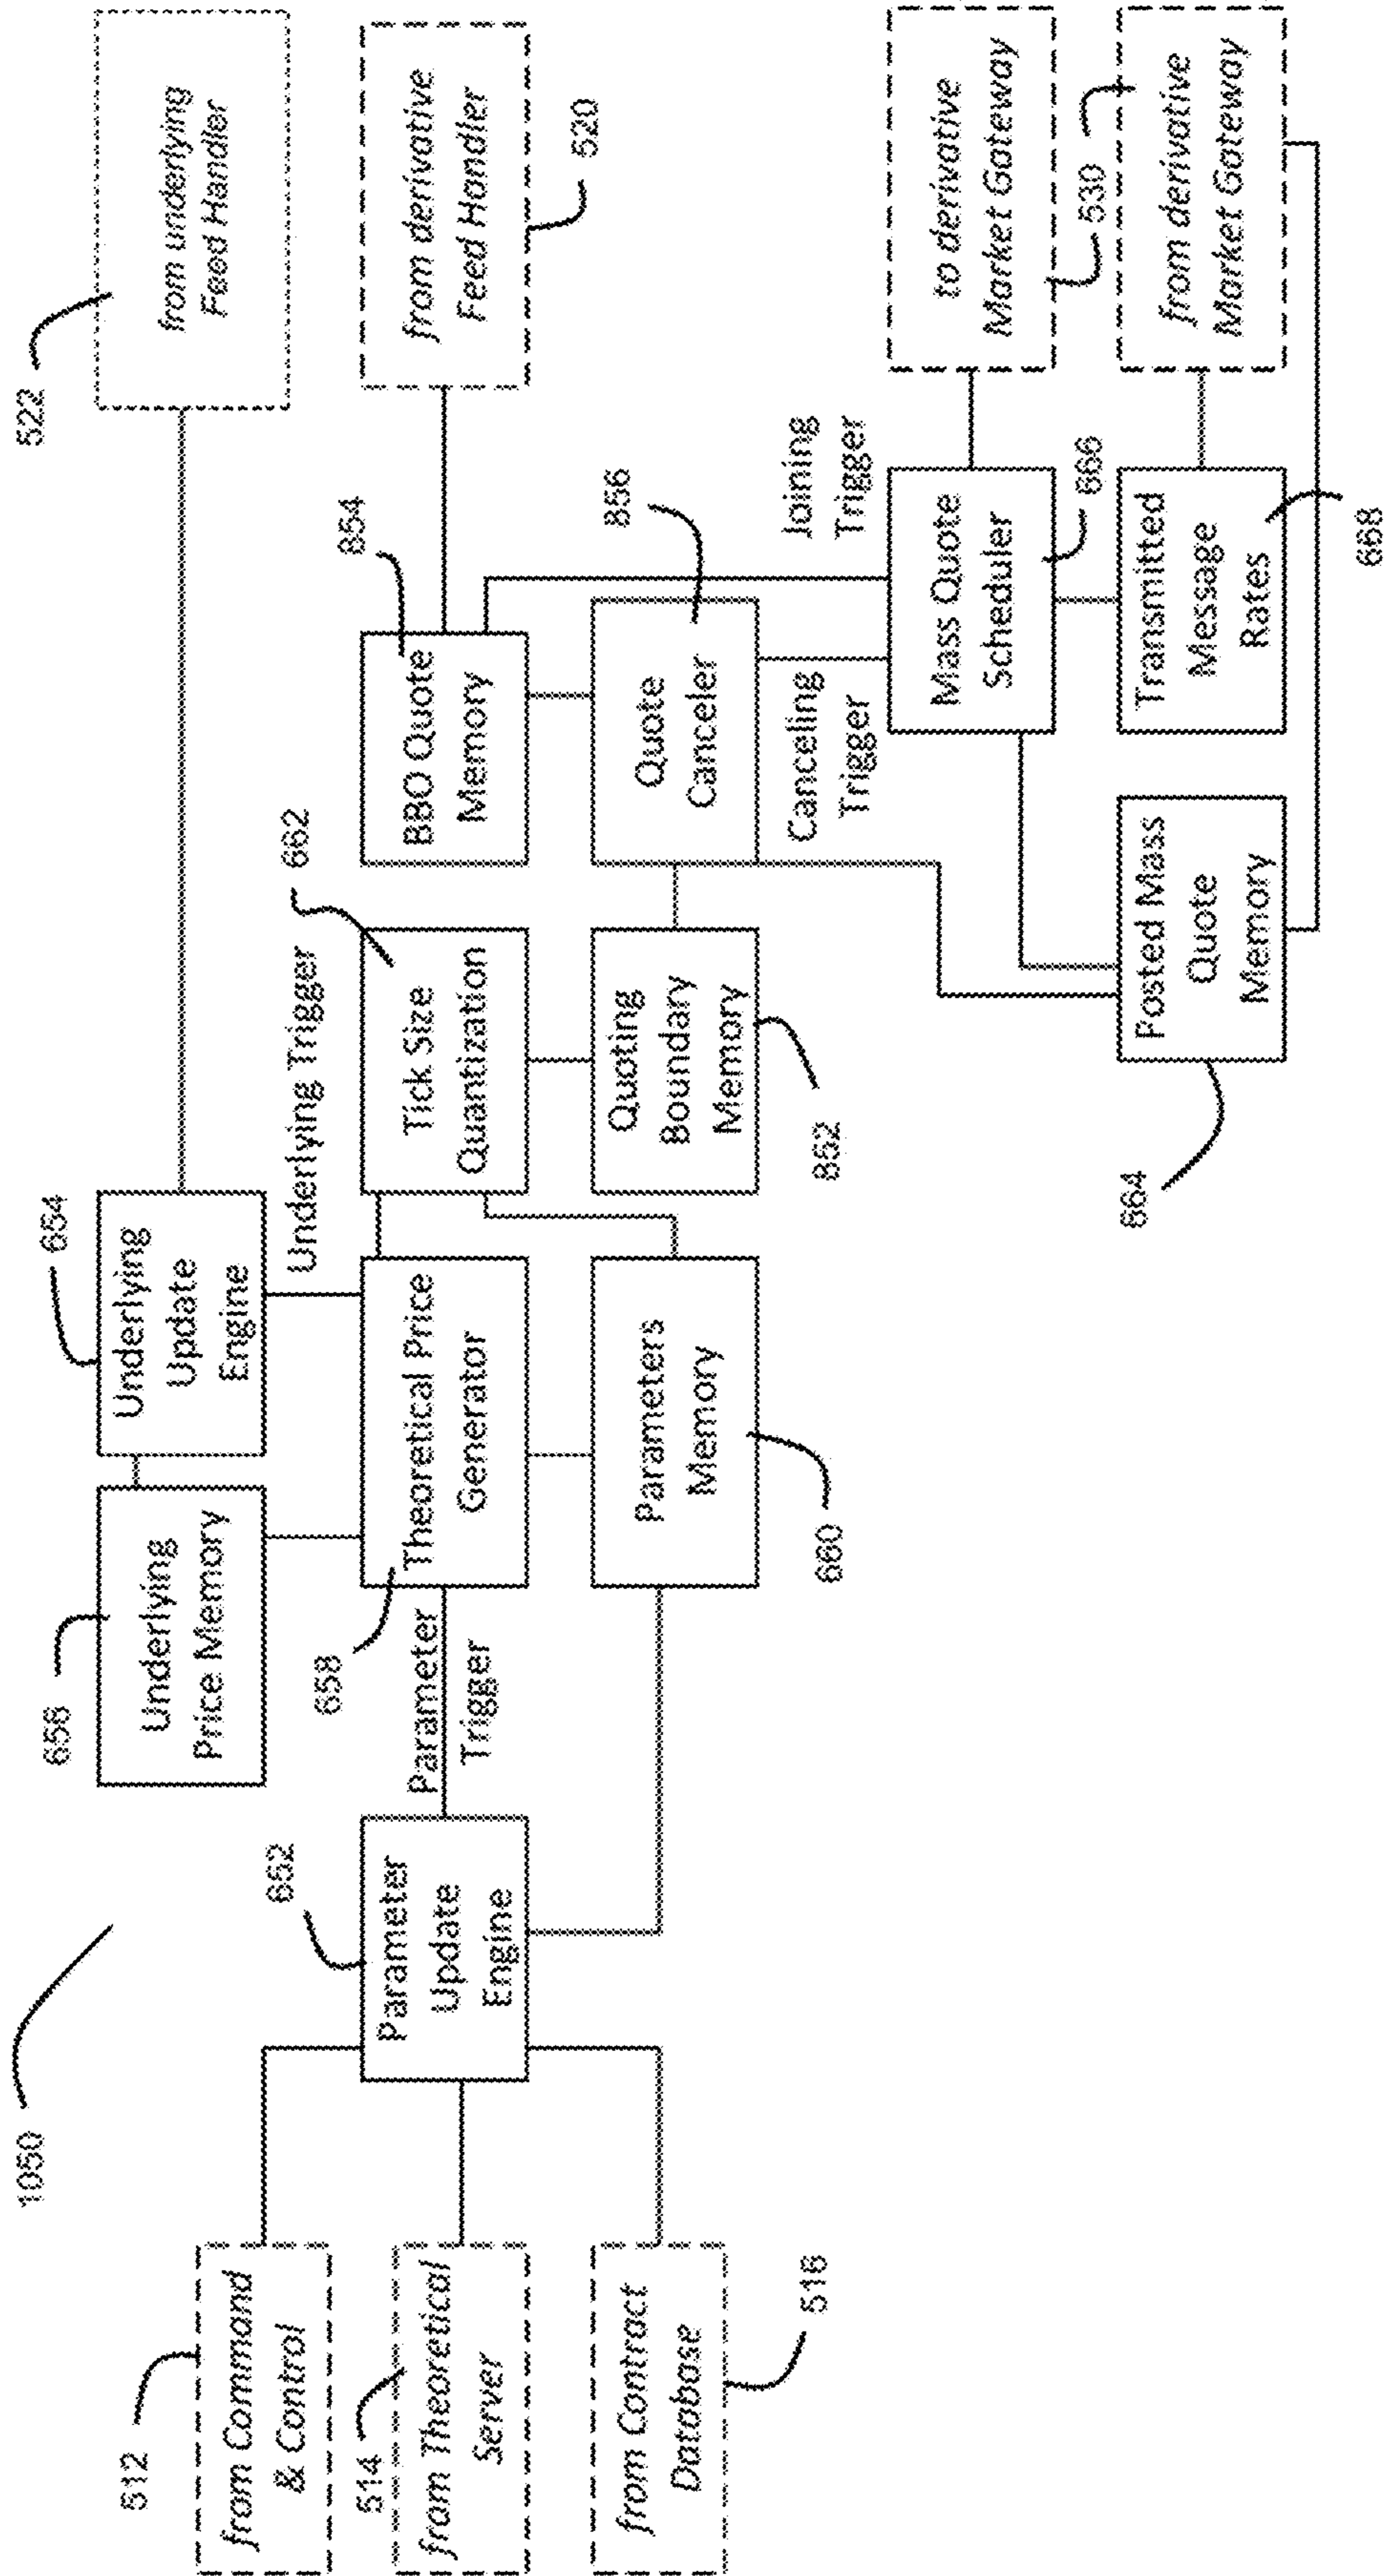 1050
522
from underlying
Feed Handler
656
654
Underlying
Price Memory
Underlying
Update
Engine
Underlying Trigger
512
from Command
& Control
652
658
662
854
514
from Theoretical
Server
Parameter
Update
Engine
Parameter
Trigger
Theoretical Price
Generator
Tick Size
Quantization
BBO Quote
Memory
from derivative
Feed Handler
520
from Contract
Database
516
Parameters
Memory
660
Quoting
Boundary
Memory
852
Quote
Canceler
856
Canceling
Trigger
Joining
Trigger
Mass Quote
Scheduler
666
to derivative
Market Gateway
530
864
Posted Mass
Quote
Memory
Transmitted
Message
Rates
668
from derivative
Market Gateway